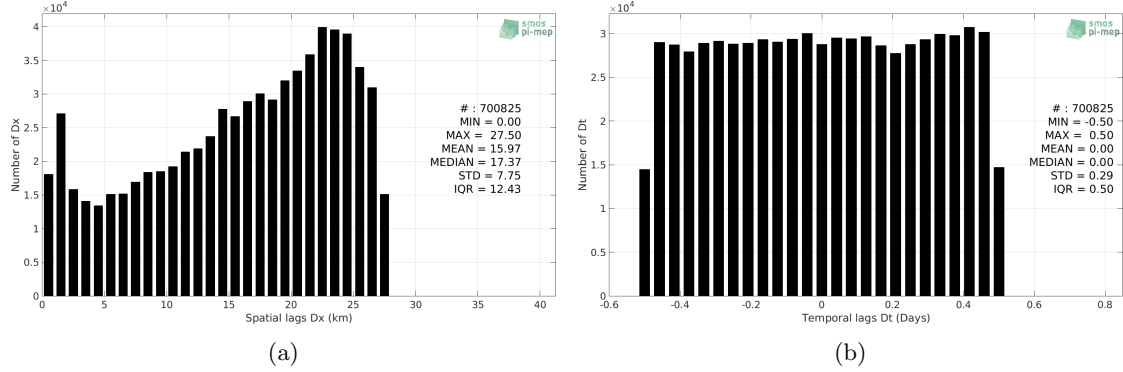 ×10⁴
4
3.5
3
2.5
2
1.5
1
0.5
0
Number of Dx
0 5 10 15 20 25 30 35 40
Spatial lags Dx (km)
smos
pi-mep
# : 700825
MIN = 0.00
MAX = 27.50
MEAN = 15.97
MEDIAN = 17.37
STD = 7.75
IQR = 12.43
(a)
×10⁴
3
2.5
2
1.5
1
0.5
0
Number of Dt
-0.6 -0.4 -0.2 0 0.2 0.4 0.6 0.8
Temporal lags Dt (Days)
smos
pi-mep
# : 700825
MIN = -0.50
MAX = 0.50
MEAN = 0.00
MEDIAN = 0.00
STD = 0.29
IQR = 0.50
(b)